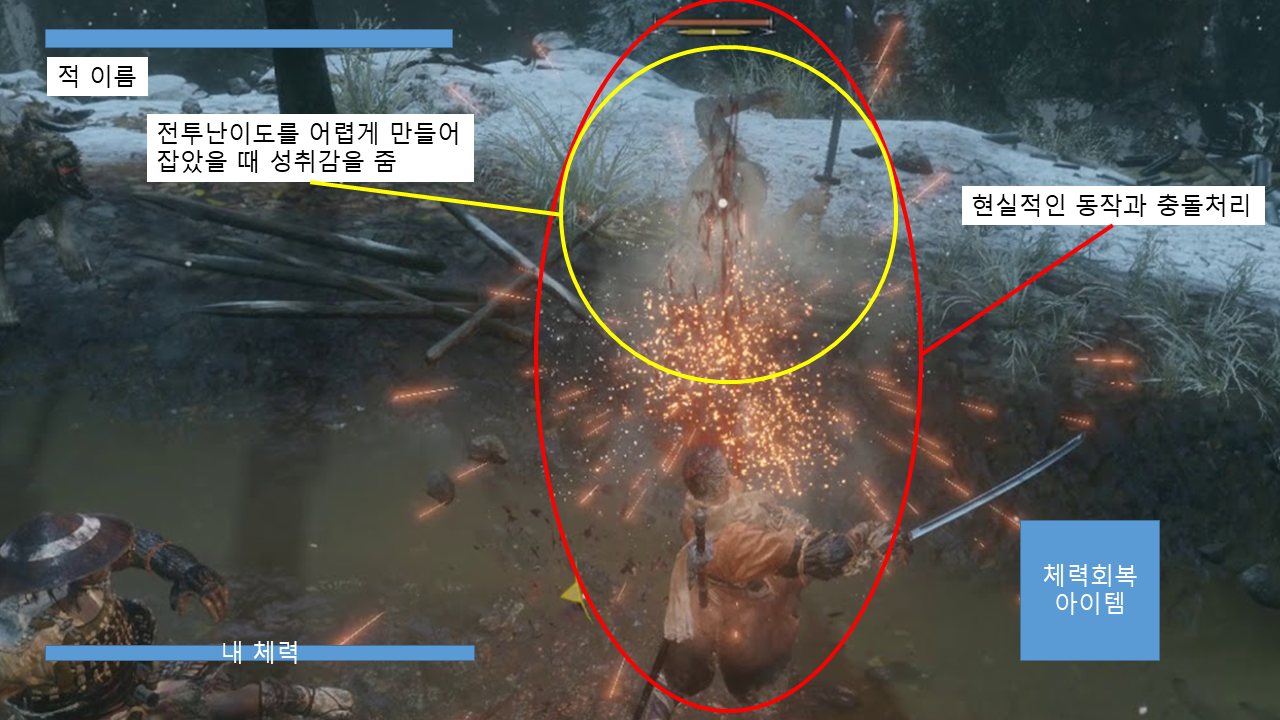 적 이름
전투난이도를 어렵게 만들어
잡았을 때 성취감을 줌
현실적인 동작과 충돌처리
체력회복
아이템
내 체력